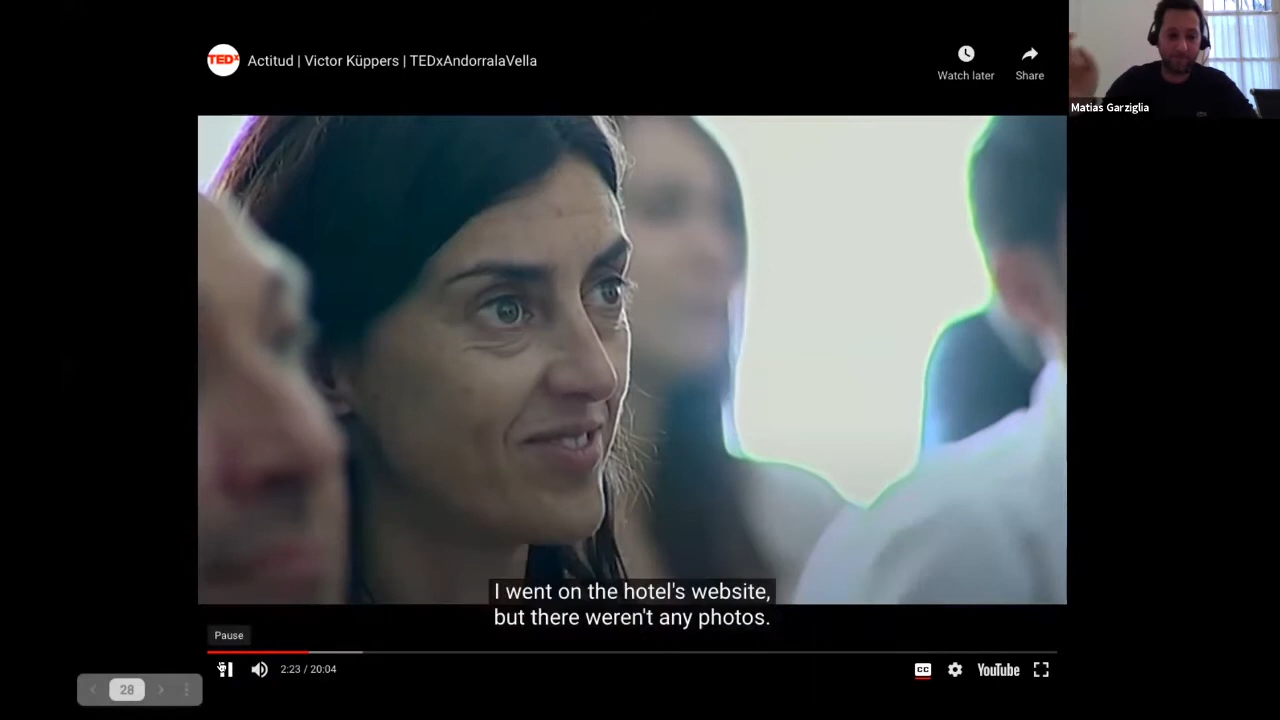 TEDx
Actitud | Victor Küppers | TEDxAndorralaVella
Watch later
Share
Matias Garziglia
I went on the hotel's website,
but there weren't any photos.
Pause
2:23 / 20:04
CC
YouTube
28